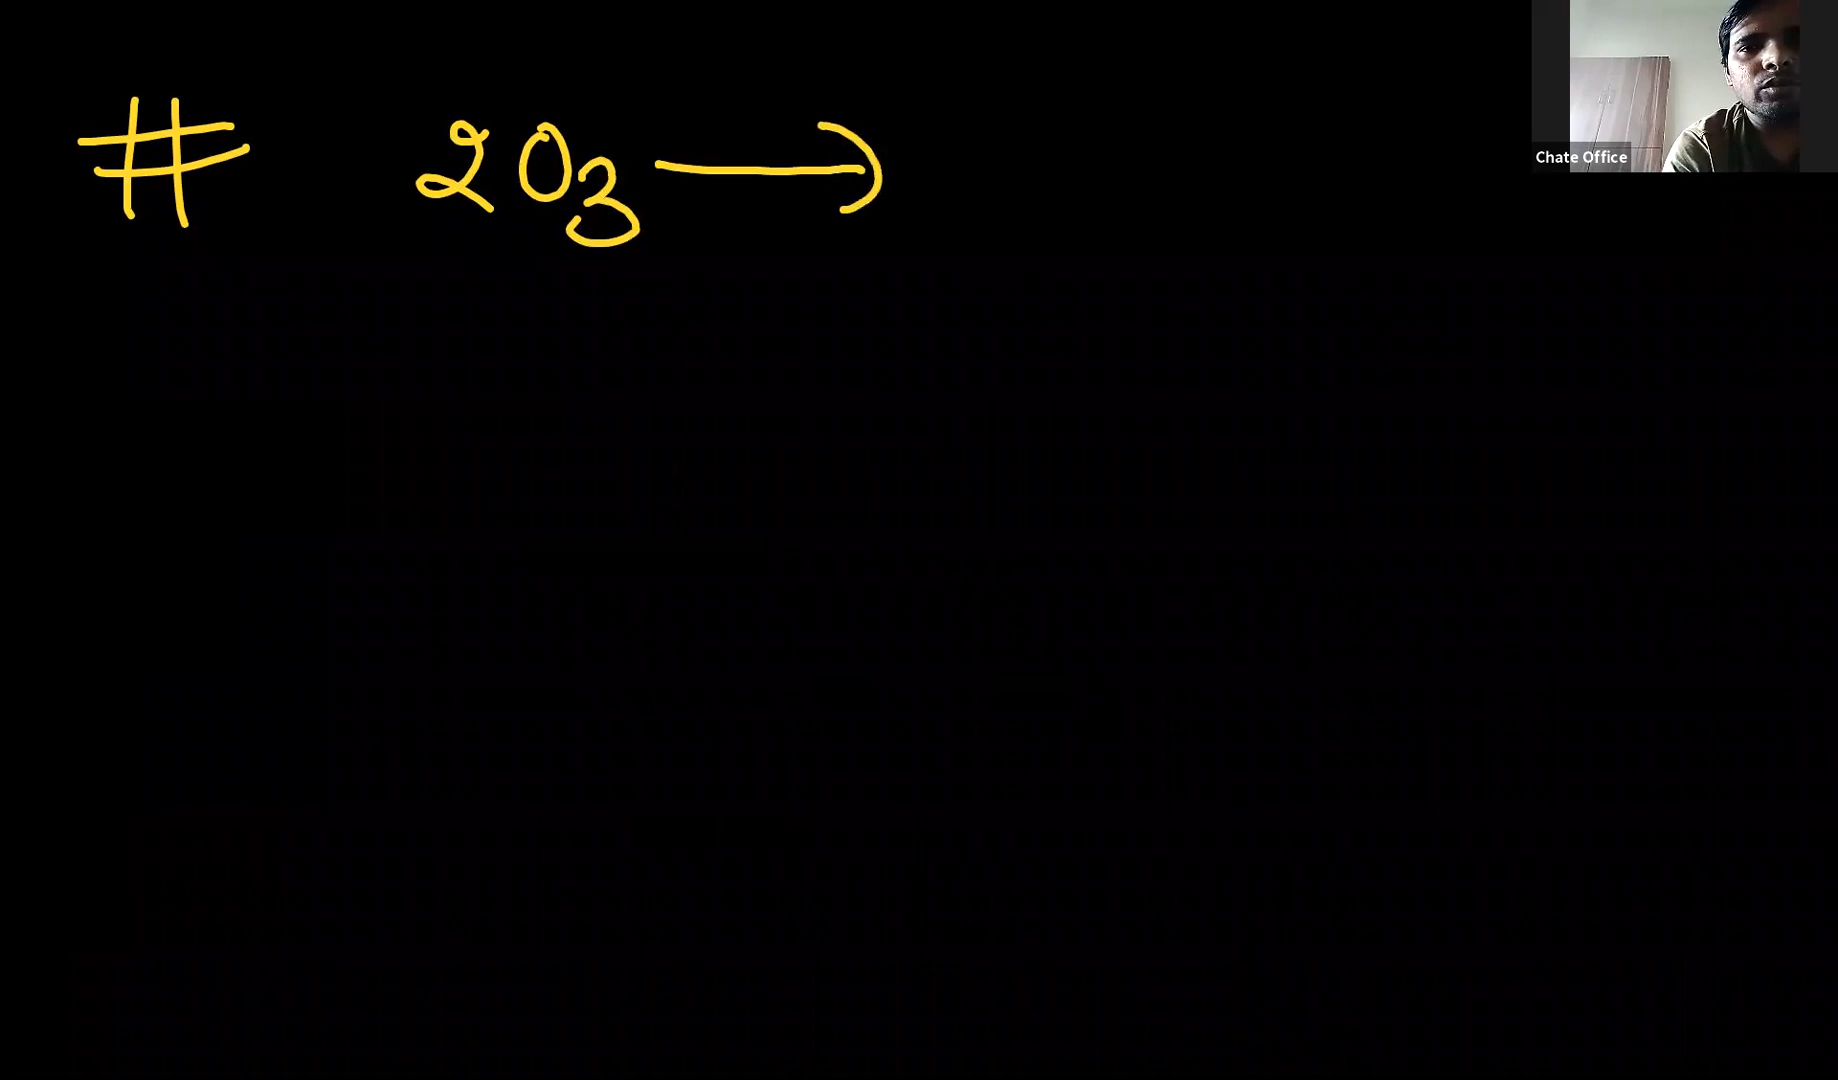 # 2O₃ →
Chate Office